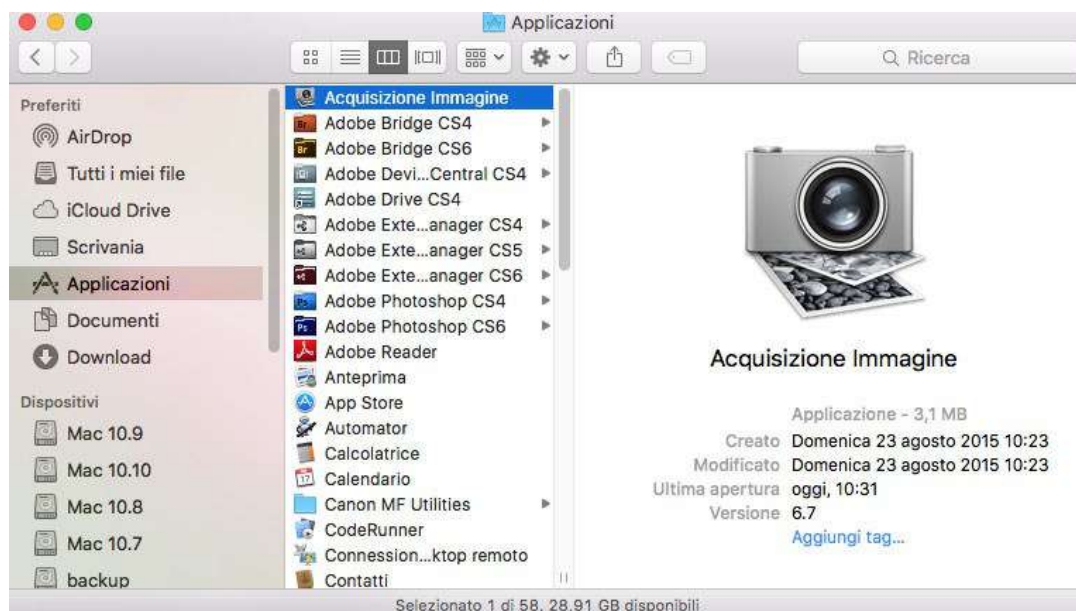 Applicazioni
Ricerca
Preferiti
AirDrop
Tutti i miei file
iCloud Drive
Scrivania
Applicazioni
Documenti
Download
Dispositivi
Mac 10.9
Mac 10.10
Mac 10.8
Mac 10.7
backup
Acquisizione Immagine
Adobe Bridge CS4
Adobe Bridge CS6
Adobe Devi...Central CS4
Adobe Drive CS4
Adobe Exte...anager CS4
Adobe Exte...anager CS5
Adobe Exte...anager CS6
Adobe Photoshop CS4
Adobe Photoshop CS6
Adobe Reader
Anteprima
App Store
Automator
Calcolatrice
Calendario
Canon MF Utilities
CodeRunner
Connession...ktop remoto
Contatti
Acquisizione Immagine
Applicazione - 3,1 MB
Creato Domenica 23 agosto 2015 10:23
Modificato Domenica 23 agosto 2015 10:23
Ultima apertura oggi, 10:31
Versione 6.7
Aggiungi tag...
Selezionato 1 di 58, 28,91 GB disponibili